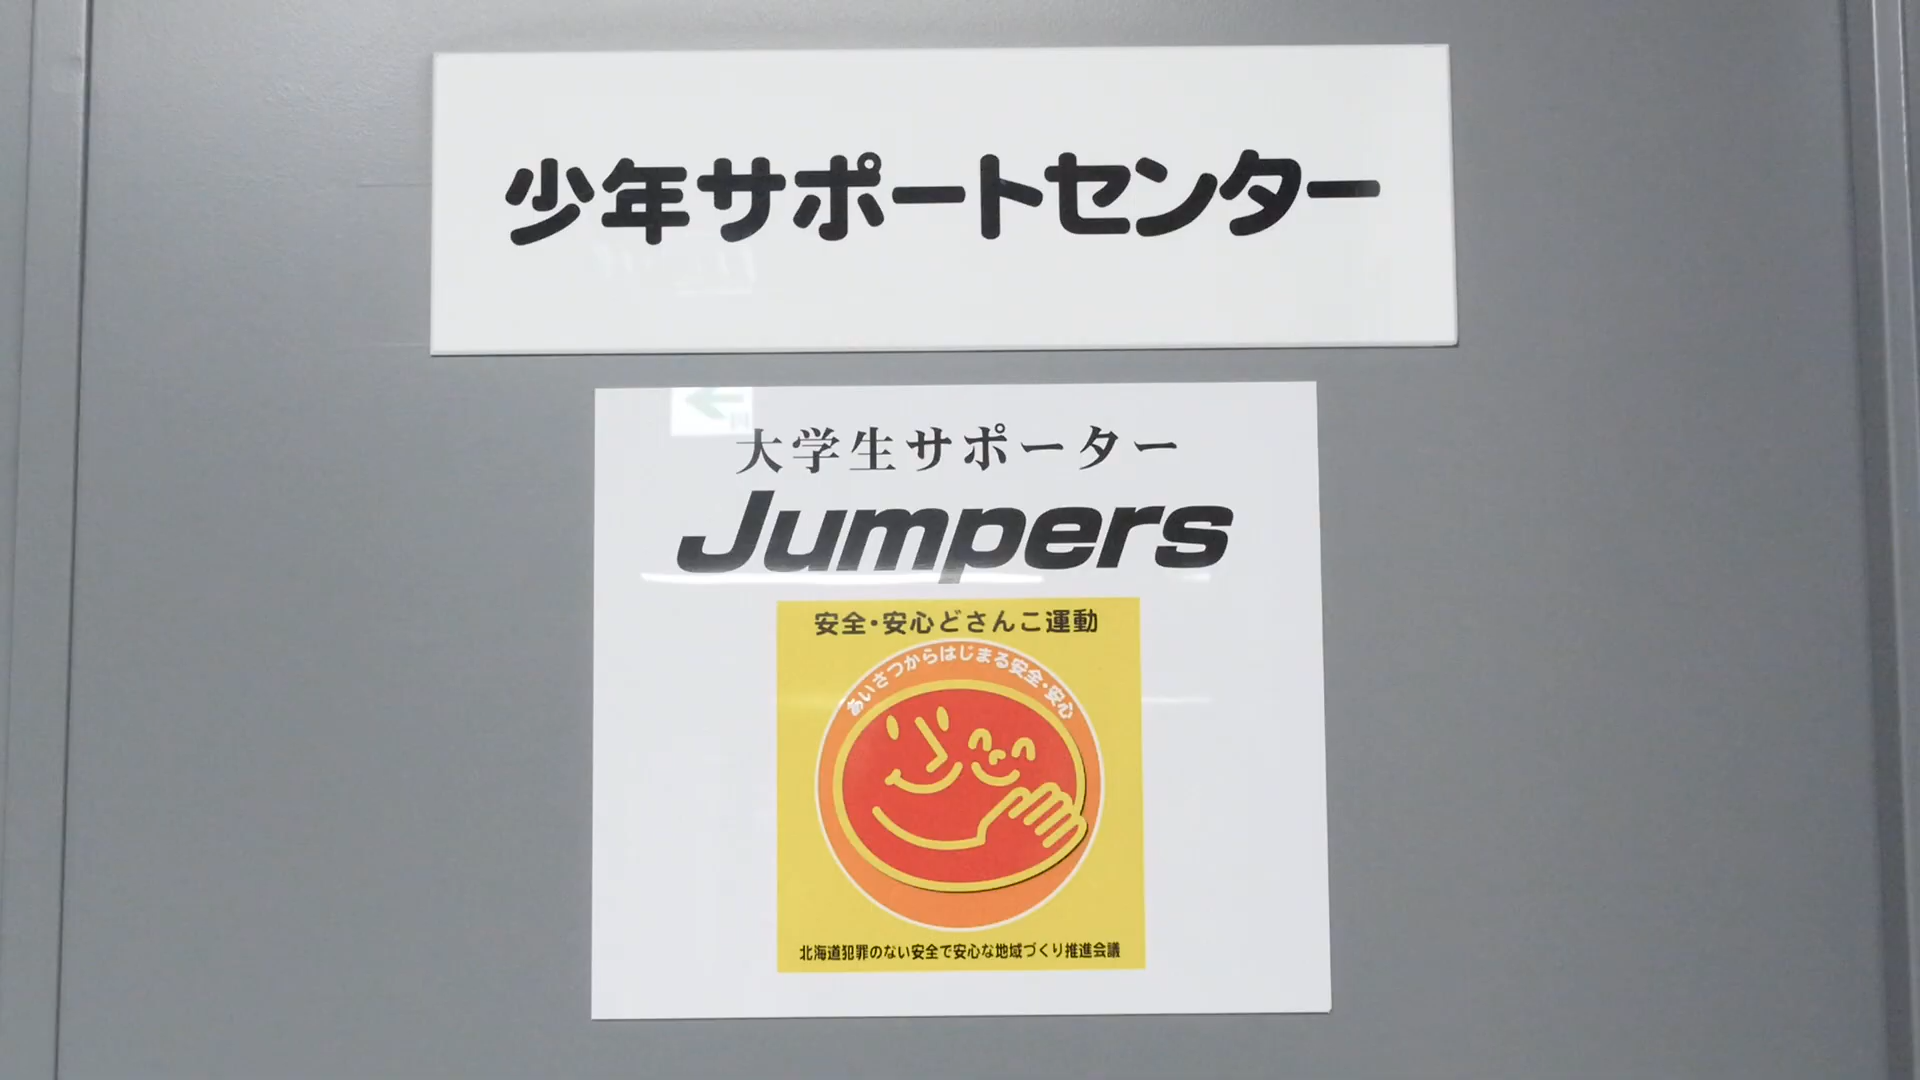 少年サポートセンター
大学生サポーター
Jumpers
安全・安心どさんこ運動
あいさつからはじまる安全・安心
北海道犯罪のない安全で安心な地域づくり推進会議